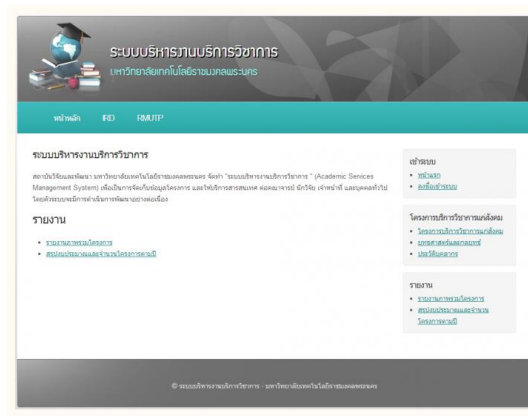 ระบบบริหารงานบริการวิชาการ
มหาวิทยาลัยเทคโนโลยีราชมงคลพระนคร
หน้าหลัก IRD RMUTP
ระบบบริหารงานบริการวิชาการ
สถาบันวิจัยและพัฒนา มหาวิทยาลัยเทคโนโลยีราชมงคลพระนคร จัดทำ "ระบบบริหารงานบริการวิชาการ " (Academic Services
Management System) เพื่อเป็นการจัดเก็บข้อมูลโครงการ และให้บริการสารสนเทศ ต่อคณาจารย์ นักวิจัย เจ้าหน้าที่ และบุคคลทั่วไป
โดยตัวระบบจะมีการดำเนินการพัฒนาอย่างต่อเนื่อง
รายงาน
รายงานภาพรวมโครงการ
สรุปงบประมาณและจำนวนโครงการตามปี
เข้าระบบ
หน้าแรก
ลงชื่อเข้าระบบ
โครงการบริการวิชาการแก่สังคม
โครงการบริการวิชาการแก่สังคม
ยุทธศาสตร์และกลยุทธ์
ประวัติบุคลากร
รายงาน
รายงานภาพรวมโครงการ
สรุปงบประมาณและจำนวน
โครงการตามปี
© ระบบบริหารงานบริการวิชาการ - มหาวิทยาลัยเทคโนโลยีราชมงคลพระนคร